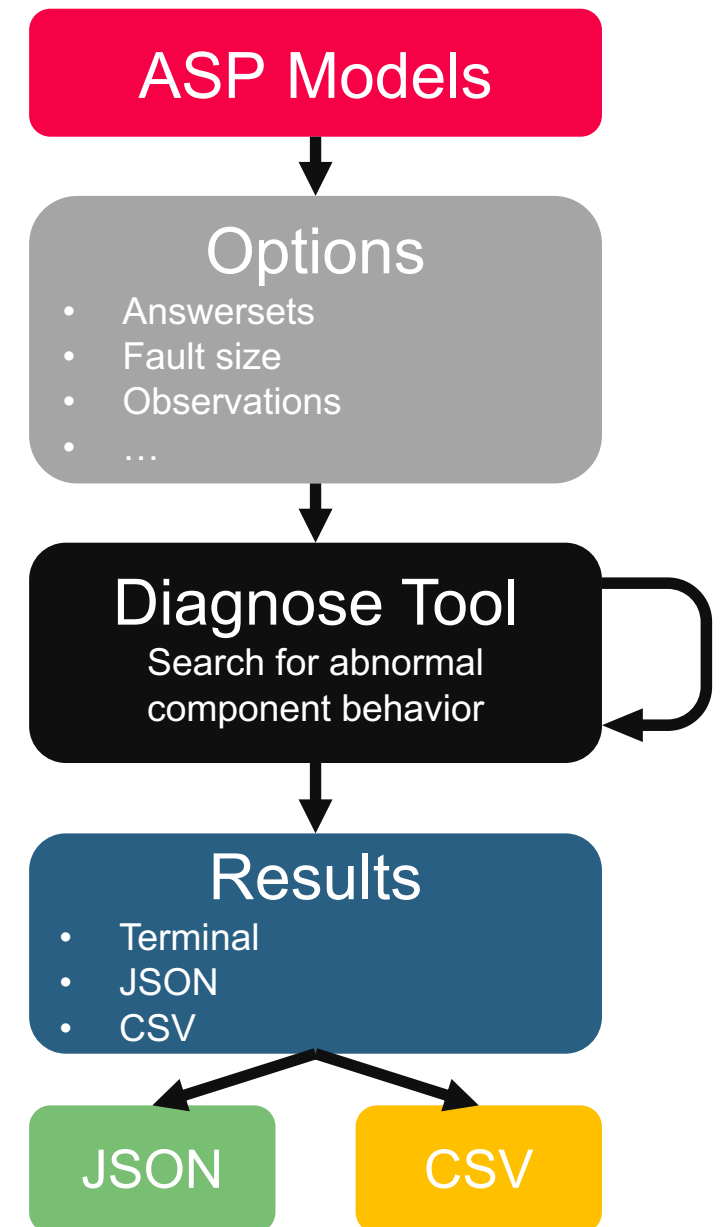 ASP Models
Options
• Answersets
• Fault size
• Observations
• …
Diagnose Tool
Search for abnormal
component behavior
Results
• Terminal
• JSON
• CSV
JSON
CSV